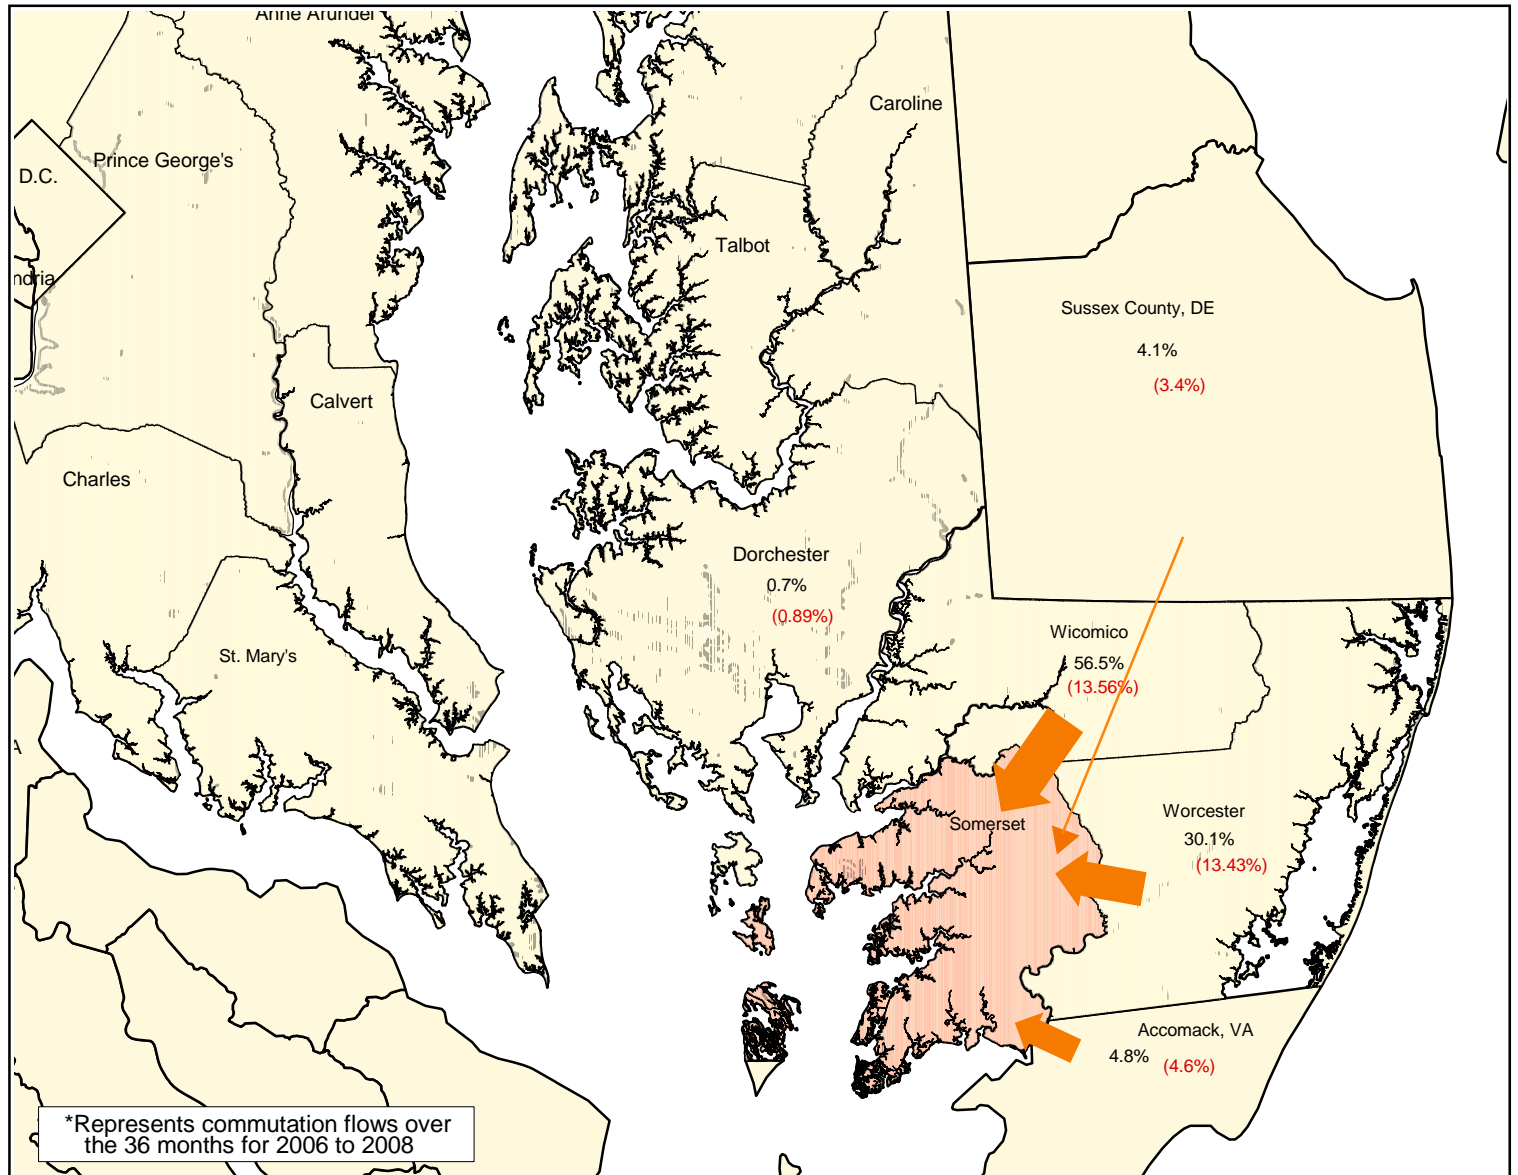 Anne Arundel
Caroline
Prince George's
D.C.
Talbot
ndria
Sussex County, DE
4.1%
(3.4%)
Calvert
Charles
Dorchester
0.7%
(0.89%)
Wicomico
56.5%
(13.56%)
St. Mary's
A
Worcester
Somerset
30.1%
(13.43%)
Accomack, VA
4.8% (4.6%)
*Represents commutation flows over
the 36 months for 2006 to 2008